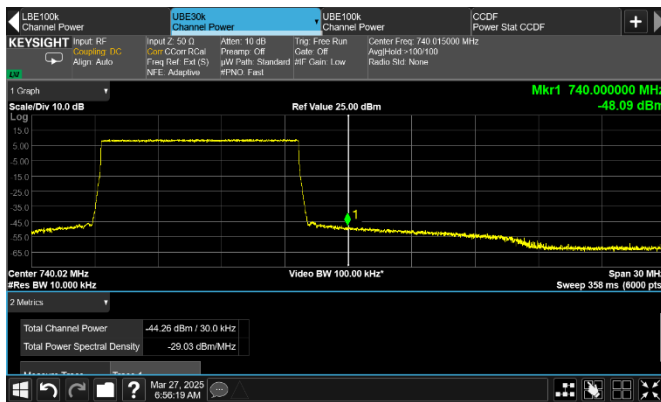 LBE100k
Channel Power
UBE30k
Channel Power
UBE100k
Channel Power
CCDF
Power Stat CCDF
+
KEYSIGHT
Input: RF
Coupling: DC
Align: Auto
LXI
Input Z: 50 Ω
Corr CCorr RCal
Freq Ref: Ext (S)
NFE: Adaptive
Atten: 10 dB
Preamp: Off
µW Path: Standard
#PNO: Fast
Trig: Free Run
Gate: Off
#IF Gain: Low
Center Freq: 740.015000 MHz
Avg|Hold:>100/100
Radio Std: None
1 Graph
Mkr1 740.000000 MHz
Scale/Div 10.0 dB
Ref Value 25.00 dBm
-48.09 dBm
Log
15.0
5.00
-5.00
-15.0
-25.0
-35.0
-45.0
-55.0
-65.0
1
Center 740.02 MHz
Video BW 100.00 kHz*
Span 30 MHz
#Res BW 10.000 kHz
Sweep 358 ms (6000 pts)
2 Metrics
Total Channel Power
-44.26 dBm / 30.0 kHz
Total Power Spectral Density
-29.03 dBm/MHz
Measure Trace
Trace 1
?
Mar 27, 2025
6:56:19 AM